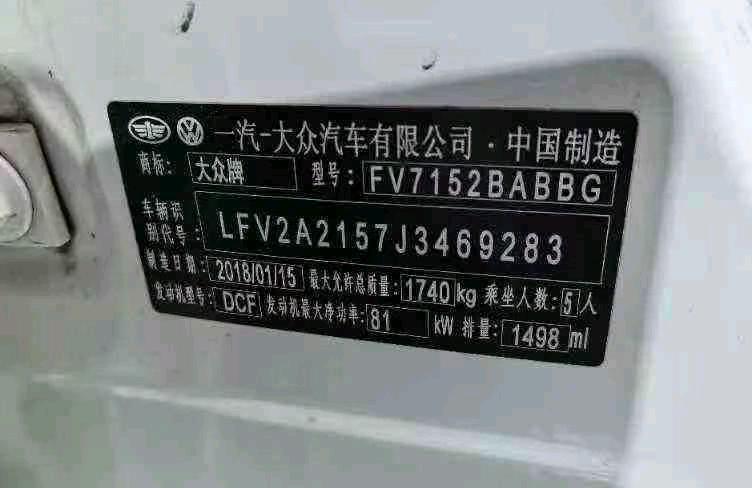 一汽-大众汽车有限公司·中国制造
商标: 大众牌 型号: FV7152BABBG
车辆识别代号: LFV2A2157J3469283
制造日期: 2018/01/15 最大允许总质量: 1740 kg 乘坐人数: 5 人
发动机型号: DCF 发动机最大净功率: 81 kW 排量: 1498 ml